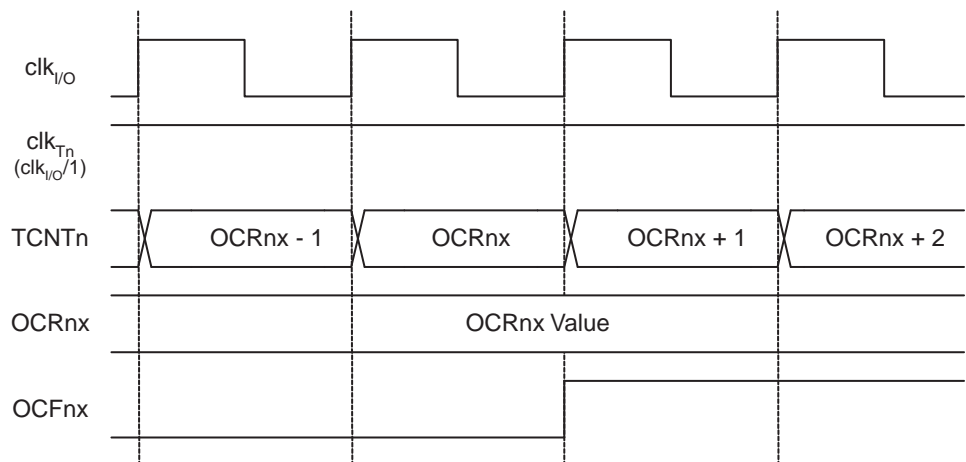 clkI/O
clkTn
(clkI/O/1)
TCNTn OCRnx - 1 OCRnx OCRnx + 1 OCRnx + 2
OCRnx OCRnx Value
OCFnx